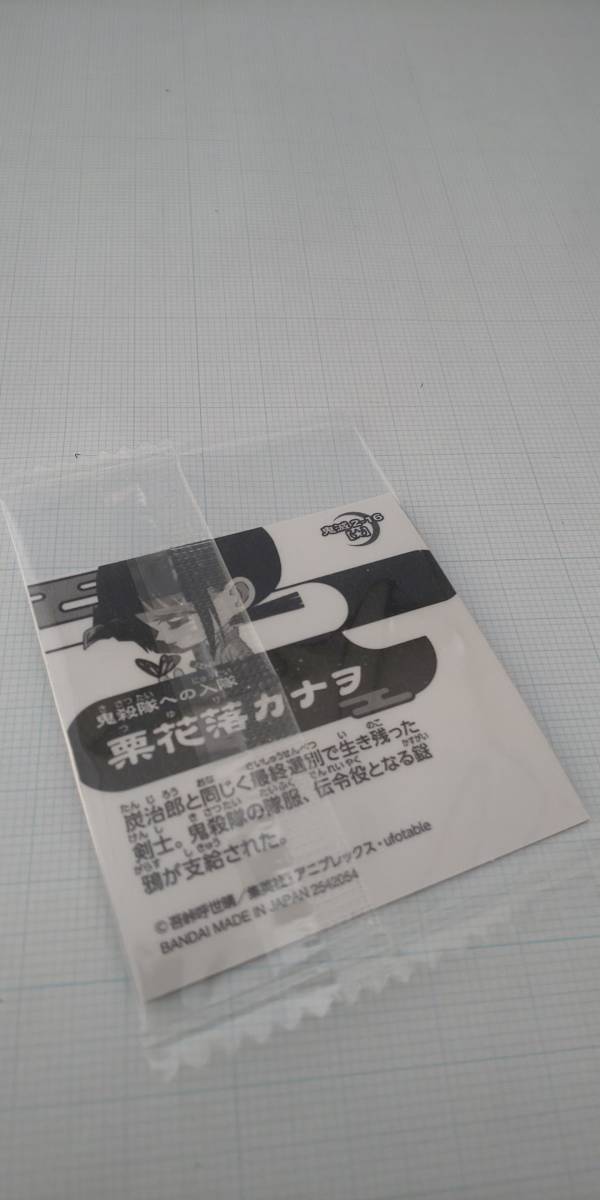 鬼滅 2-16
鬼殺隊への入隊
栗花落カナヲ
炭治郎と同じく最終選別で生き残った
剣士。鬼殺隊の隊服、伝令役となる鎹
鴉が支給された。
©吾峠呼世晴/集英社・アニプレックス・ufotable
BANDAI MADE IN JAPAN 2542054